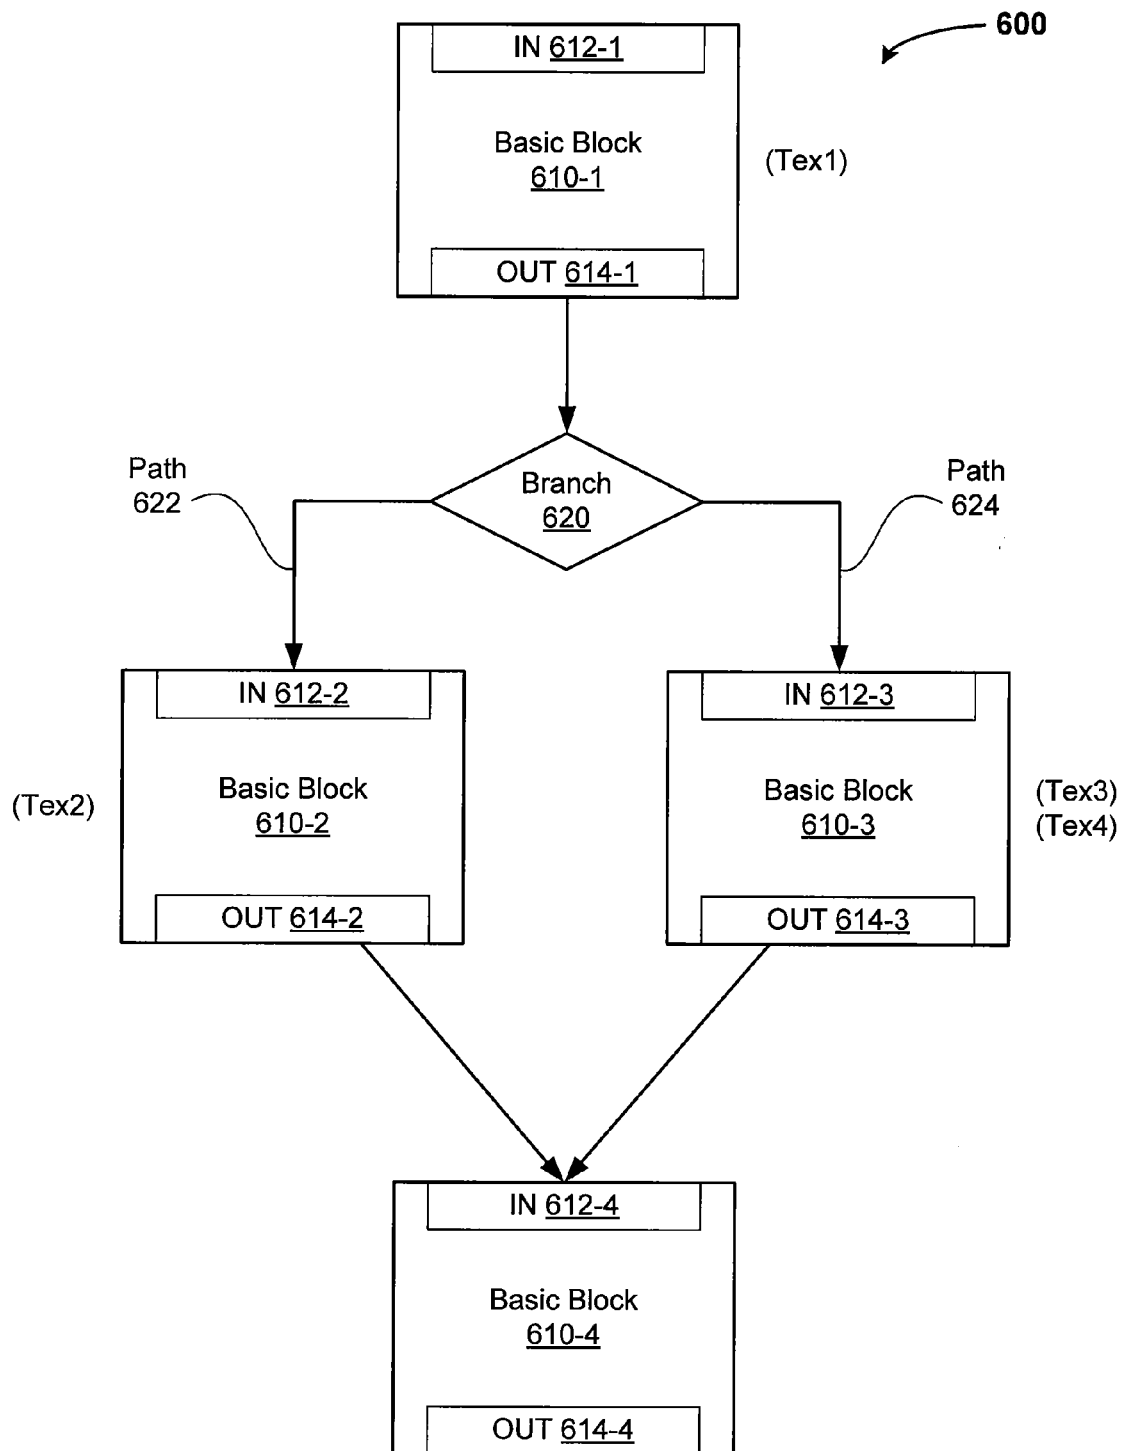 600
IN 612-1
Basic Block
610-1
(Tex1)
OUT 614-1
Path
622
Branch
620
Path
624
IN 612-2
Basic Block
610-2
(Tex2)
OUT 614-2
IN 612-3
Basic Block
610-3
(Tex3)
(Tex4)
OUT 614-3
IN 612-4
Basic Block
610-4
OUT 614-4